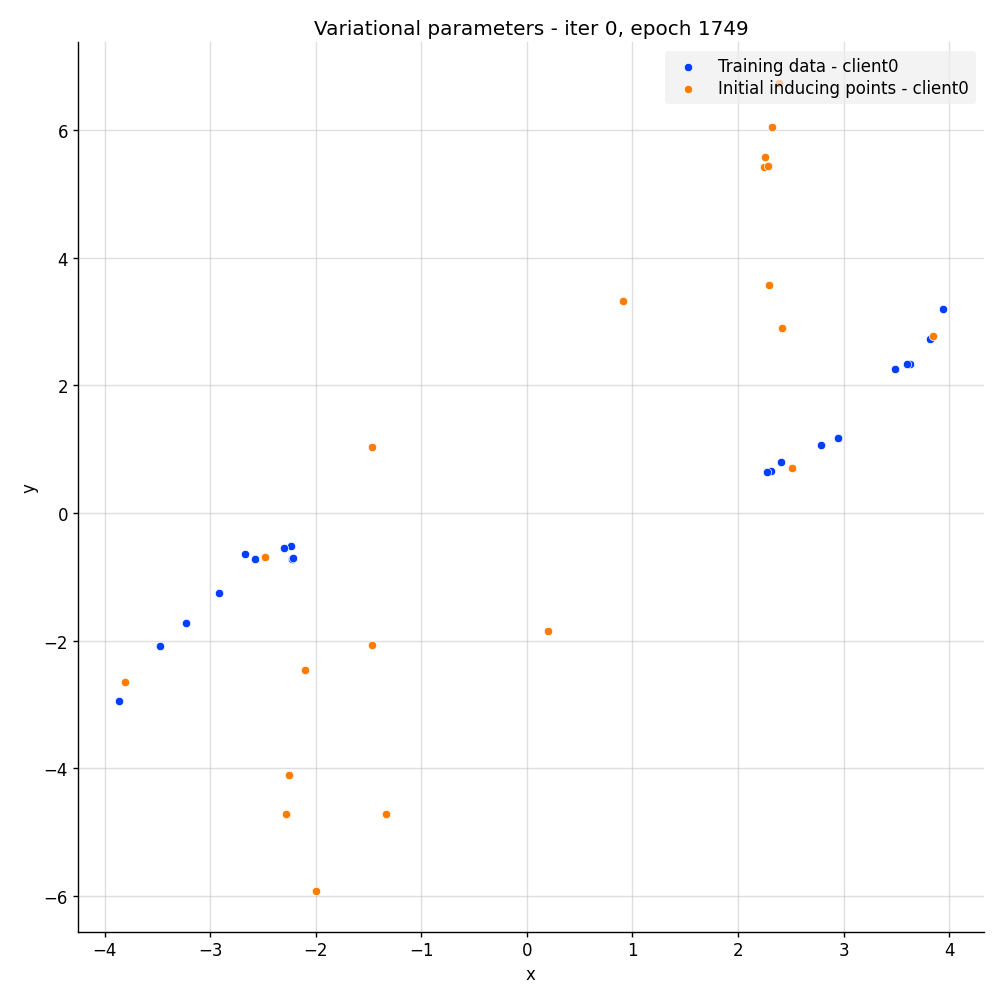 Variational parameters - iter 0, epoch 1749
Training data - client0
Initial inducing points - client0
6
4
2
0
−2
−4
−6
y
−4 −3 −2 −1 0 1 2 3 4
x